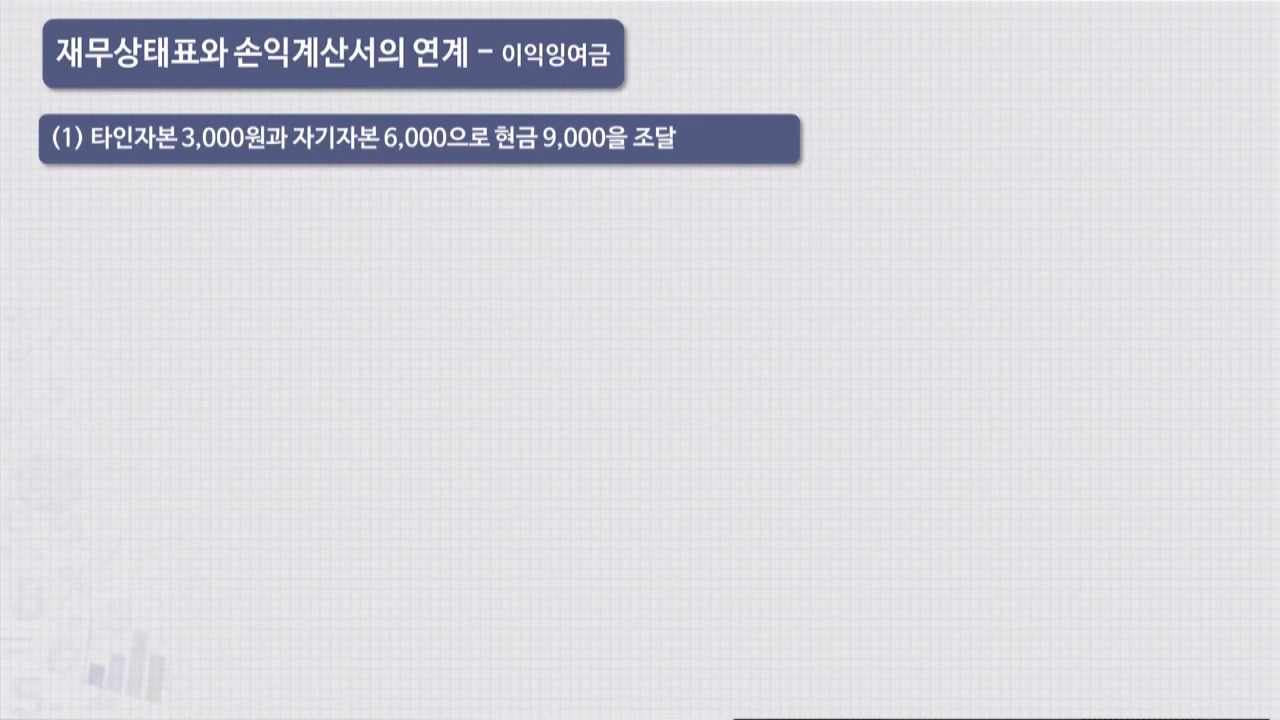 재무상태표와 손익계산서의 연계 - 이익잉여금
(1) 타인자본 3,000원과 자기자본 6,000으로 현금 9,000을 조달